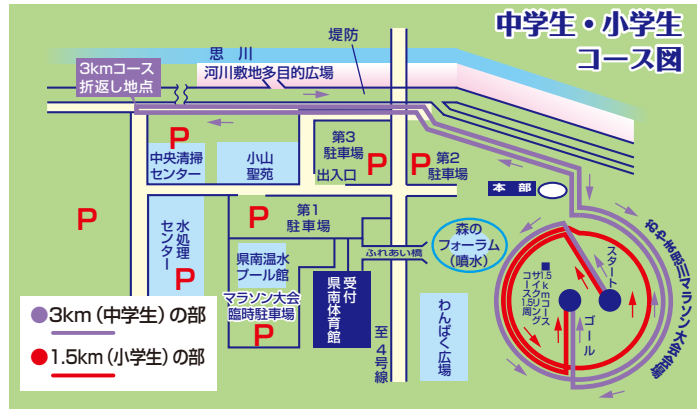 中学生・小学生
コース図
思 川
堤防
河川敷地多目的広場
3kmコース
折返し地点
P
中央清掃
センター
小山
聖苑
第3
駐車場
出入口
P
P
第2
駐車場
本 部
P
水処理
センター
P
P
第1
駐車場
ふれあい橋
森の
フォーラム
(噴水)
県南温水
プール館
受付
県南体育館
マラソン大会
臨時駐車場
P
至4号線
わんぱく広場
スタート
ゴール
■1.5kmコース
サイクリング
コース1.5周
おやま思川マラソン大会会場
●3km(中学生)の部
●1.5km(小学生)の部